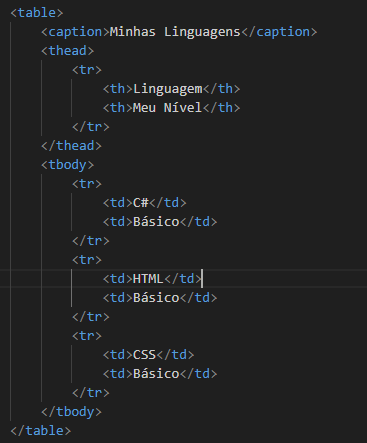 <table>
<caption>Minhas Linguagens</caption>
<thead>
<tr>
<th>Linguagem</th>
<th>Meu Nível</th>
</tr>
</thead>
<tbody>
<tr>
<td>C#</td>
<td>Básico</td>
</tr>
<tr>
<td>HTML</td>
<td>Básico</td>
</tr>
<tr>
<td>CSS</td>
<td>Básico</td>
</tr>
</tbody>
</table>